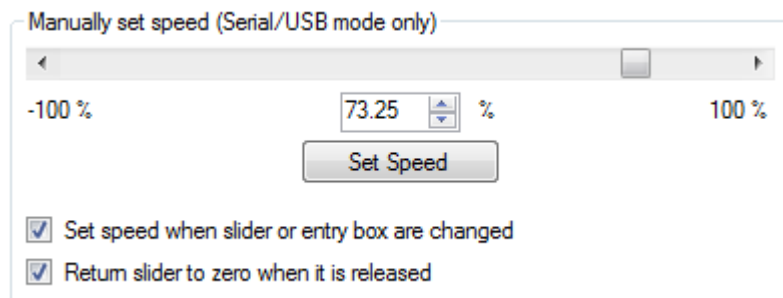 Manually set speed (Serial/USB mode only)
-100 % 73.25 % 100 %
Set Speed
Set speed when slider or entry box are changed
Return slider to zero when it is released